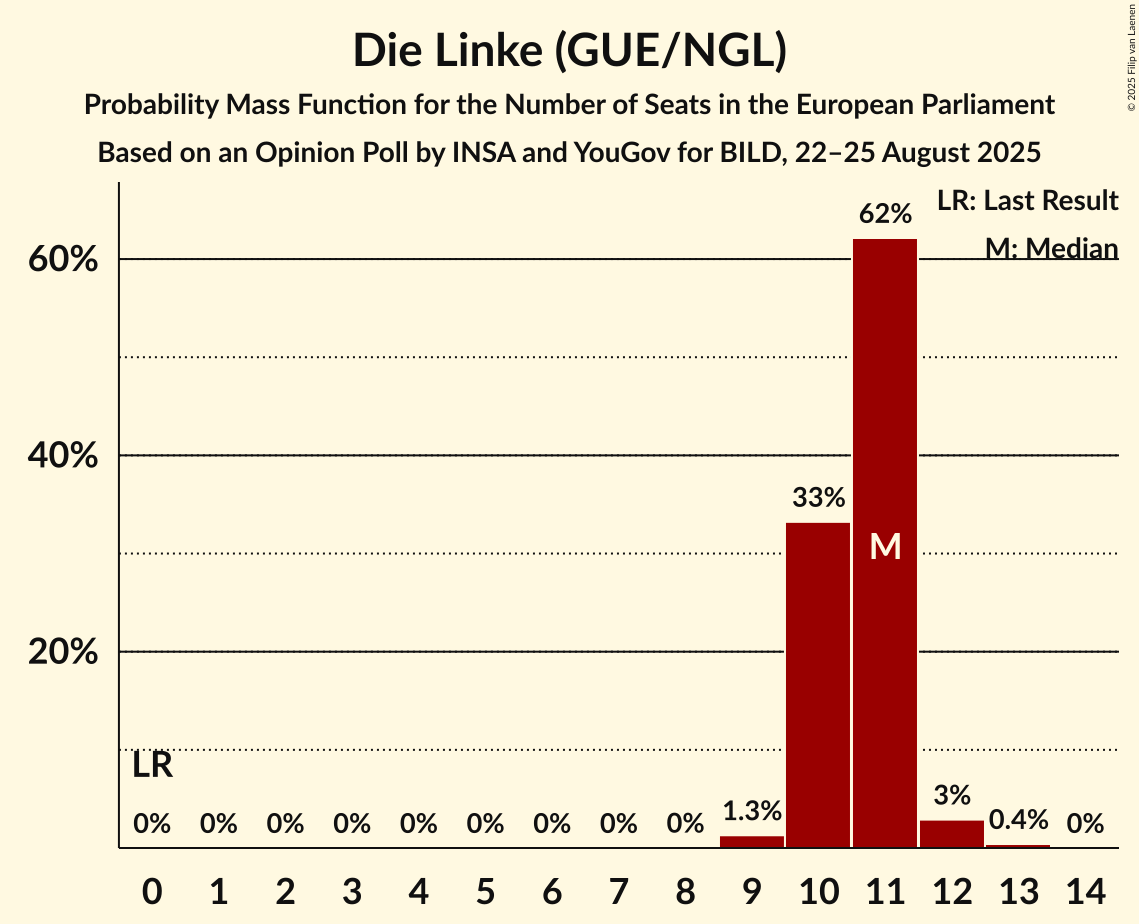 Die Linke (GUE/NGL)
Probability Mass Function for the Number of Seats in the European Parliament
Based on an Opinion Poll by INSA and YouGov for BILD, 22–25 August 2025
© 2025 Filip van Laenen
LR: Last Result
M: Median
60%
40%
20%
62%
33%
M
LR
0% 0% 0% 0% 0% 0% 0% 0% 0% 1.3% 3% 0.4% 0%
0 1 2 3 4 5 6 7 8 9 10 11 12 13 14